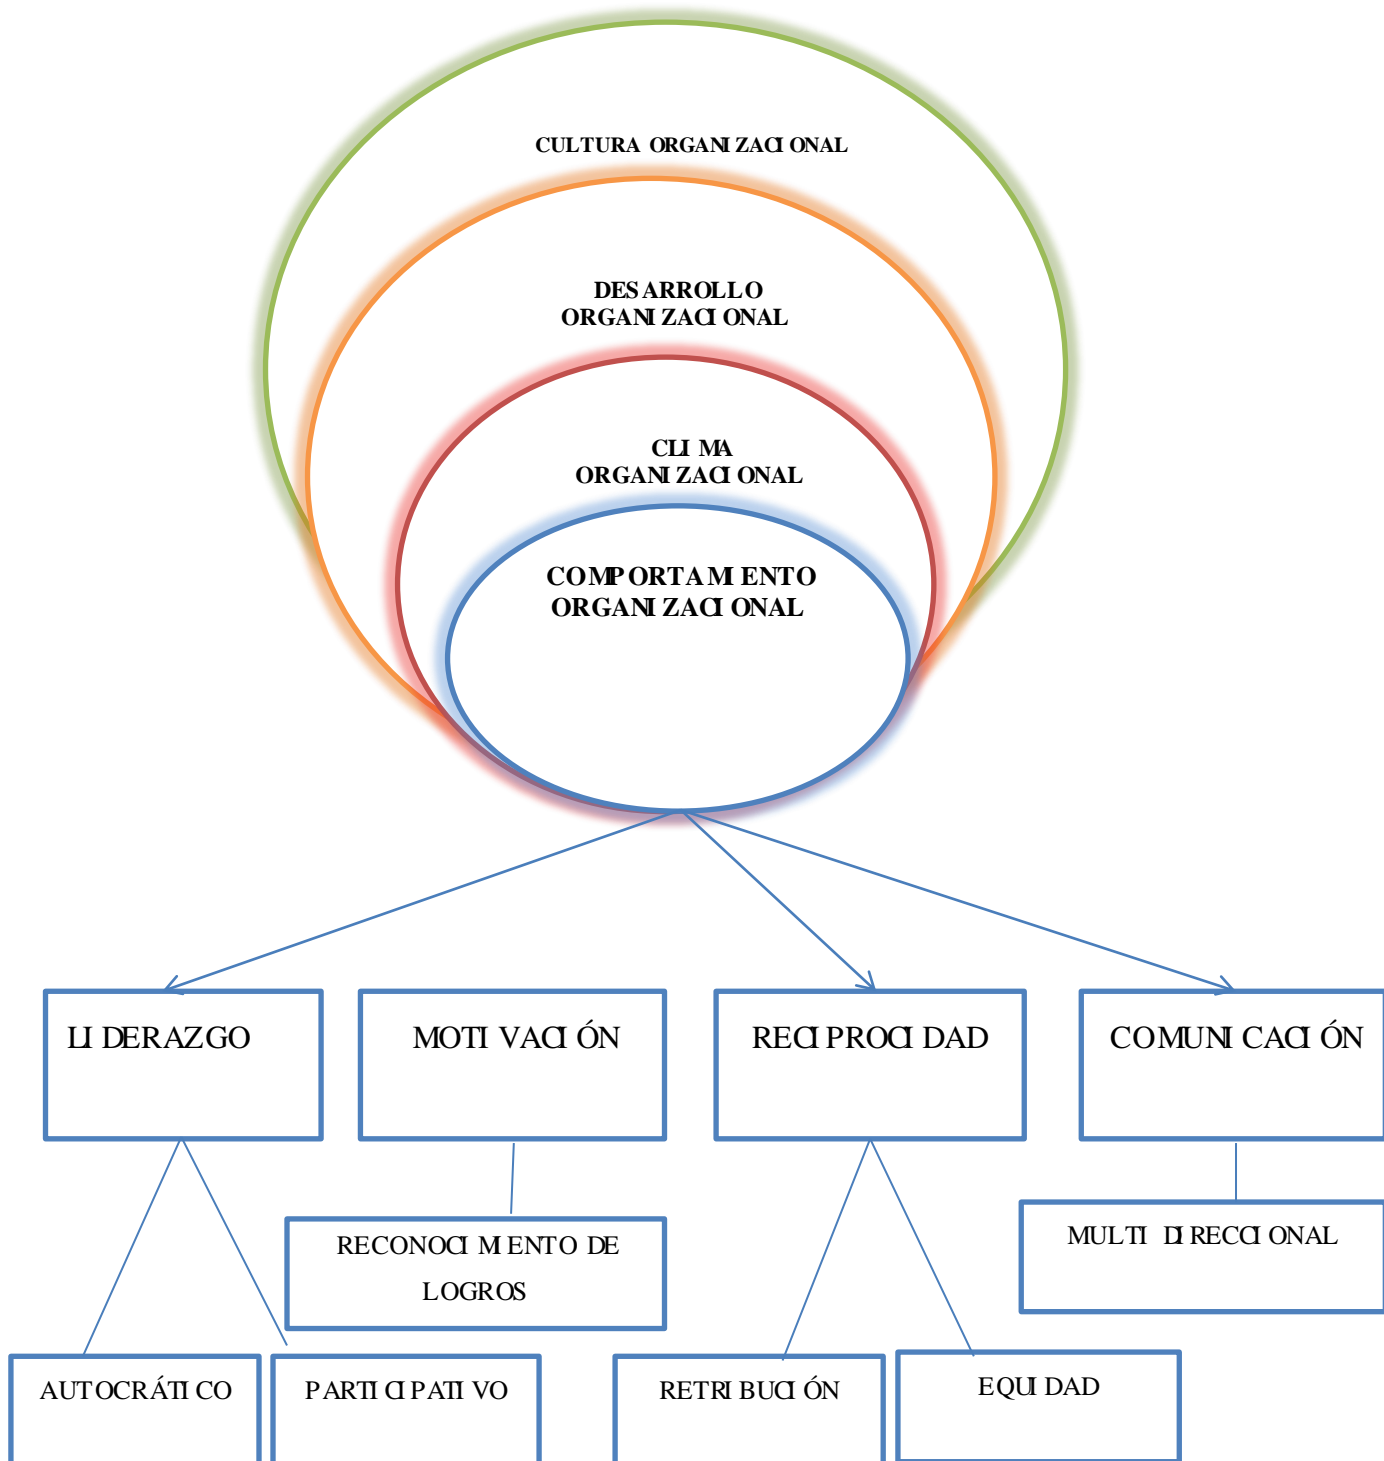 CULTURA ORGANIZACIONAL
DESARROLLO
ORGANIZACIONAL
CLIMA
ORGANIZACIONAL
COMPORTAMIENTO
ORGANIZACIONAL
LIDERAZGO
MOTIVACIÓN
RECIPROCIDAD
COMUNICACIÓN
RECONOCIMIENTO DE
LOGROS
MULTIDIRECCIONAL
AUTOCRÁTICO
PARTICIPATIVO
RETRIBUCIÓN
EQUIDAD